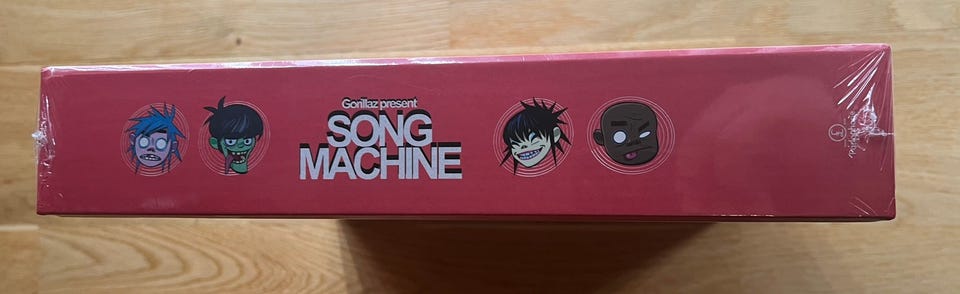 Gorillaz present
SONG
MACHINE